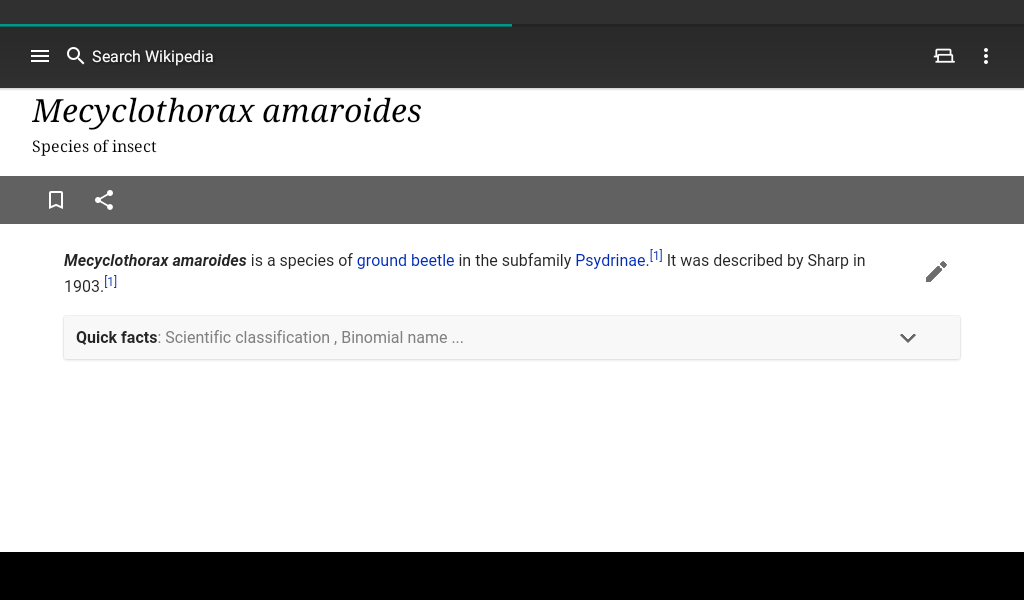 Search Wikipedia
Mecyclothorax amaroides
Species of insect
Mecyclothorax amaroides is a species of ground beetle in the subfamily Psydrinae.[1] It was described by Sharp in
1903.[1]
Quick facts: Scientific classification , Binomial name ...